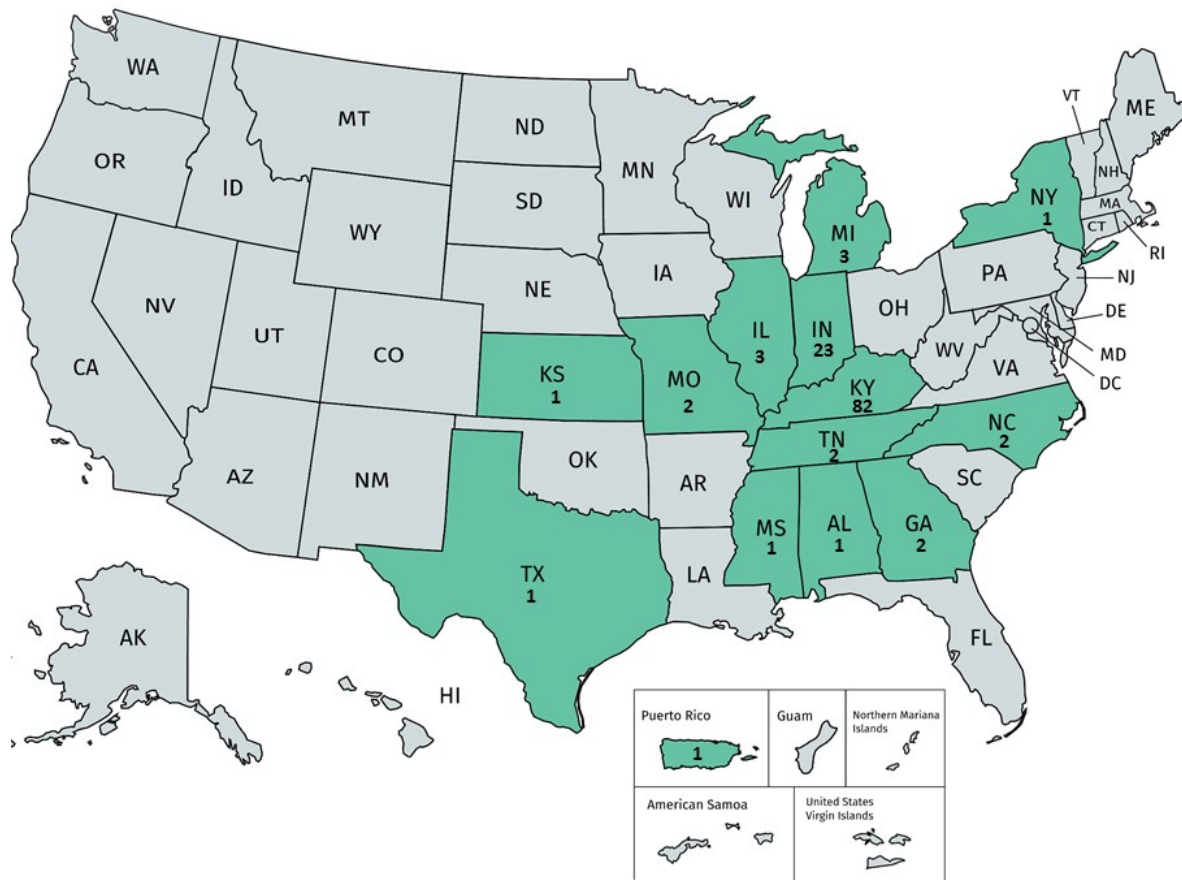 WA
MT
ND
MN
VT
ME
OR
ID
SD
WI
NH
NY
1
MA
WY
MI
3
CT
RI
IA
PA
NJ
NE
OH
NV
IL
3
IN
23
DE
UT
CO
WV
MD
CA
KS
1
MO
2
VA
KY
82
DC
NC
2
TN
2
OK
AZ
NM
AR
SC
MS
1
AL
1
GA
2
TX
1
LA
AK
FL
HI
Puerto Rico
1
Guam
Northern Mariana
Islands
American Samoa
United States
Virgin Islands